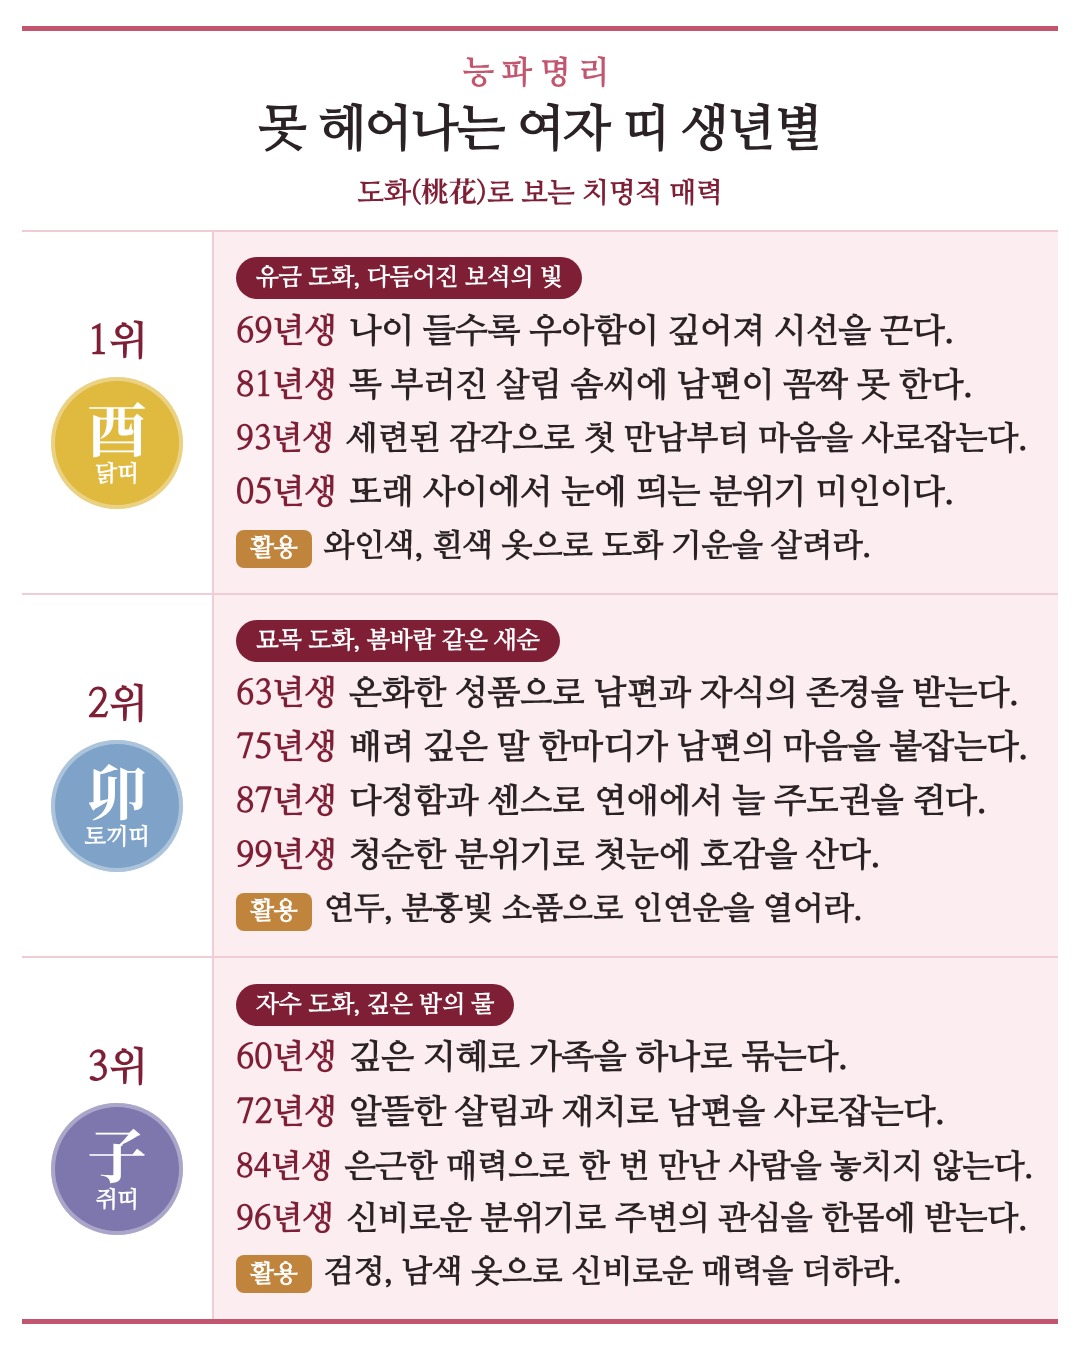 능파명리
못 헤어나는 여자 띠 생년별
도화(桃花)로 보는 치명적 매력
1위
酉
닭띠
유금 도화, 다듬어진 보석의 빛
69년생 나이 들수록 우아함이 깊어져 시선을 끈다.
81년생 똑 부러진 살림 솜씨에 남편이 꼼짝 못 한다.
93년생 세련된 감각으로 첫 만남부터 마음을 사로잡는다.
05년생 또래 사이에서 눈에 띄는 분위기 미인이다.
활용 와인색, 흰색 옷으로 도화 기운을 살려라.
2위
卯
토끼띠
묘목 도화, 봄바람 같은 새순
63년생 온화한 성품으로 남편과 자식의 존경을 받는다.
75년생 배려 깊은 말 한마디가 남편의 마음을 붙잡는다.
87년생 다정함과 센스로 연애에서 늘 주도권을 쥔다.
99년생 청순한 분위기로 첫눈에 호감을 산다.
활용 연두, 분홍빛 소품으로 인연운을 열어라.
3위
子
쥐띠
자수 도화, 깊은 밤의 물
60년생 깊은 지혜로 가족을 하나로 묶는다.
72년생 알뜰한 살림과 재치로 남편을 사로잡는다.
84년생 은근한 매력으로 한 번 만난 사람을 놓치지 않는다.
96년생 신비로운 분위기로 주변의 관심을 한몸에 받는다.
활용 검정, 남색 옷으로 신비로운 매력을 더하라.